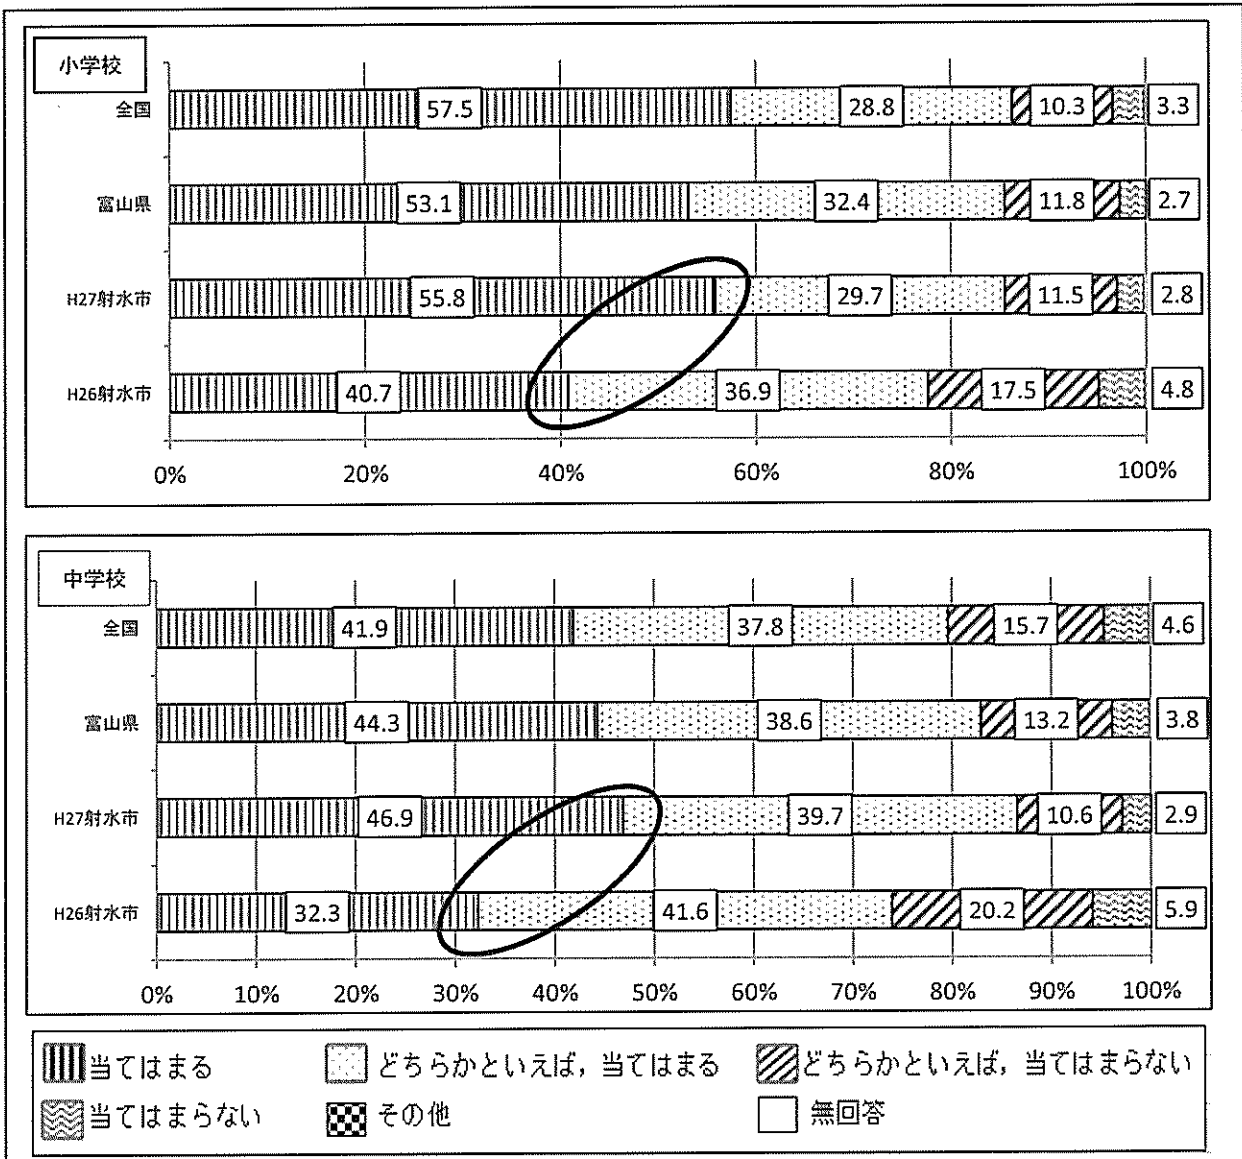 小学校
全国 57.5 28.8 10.3 3.3
富山県 53.1 32.4 11.8 2.7
H27射水市 55.8 29.7 11.5 2.8
H26射水市 40.7 36.9 17.5 4.8
0% 20% 40% 60% 80% 100%
中学校
全国 41.9 37.8 15.7 4.6
富山県 44.3 38.6 13.2 3.8
H27射水市 46.9 39.7 10.6 2.9
H26射水市 32.3 41.6 20.2 5.9
0% 10% 20% 30% 40% 50% 60% 70% 80% 90% 100%
当てはまる どちらかといえば，当てはまる どちらかといえば，当てはまらない
当てはまらない その他 無回答